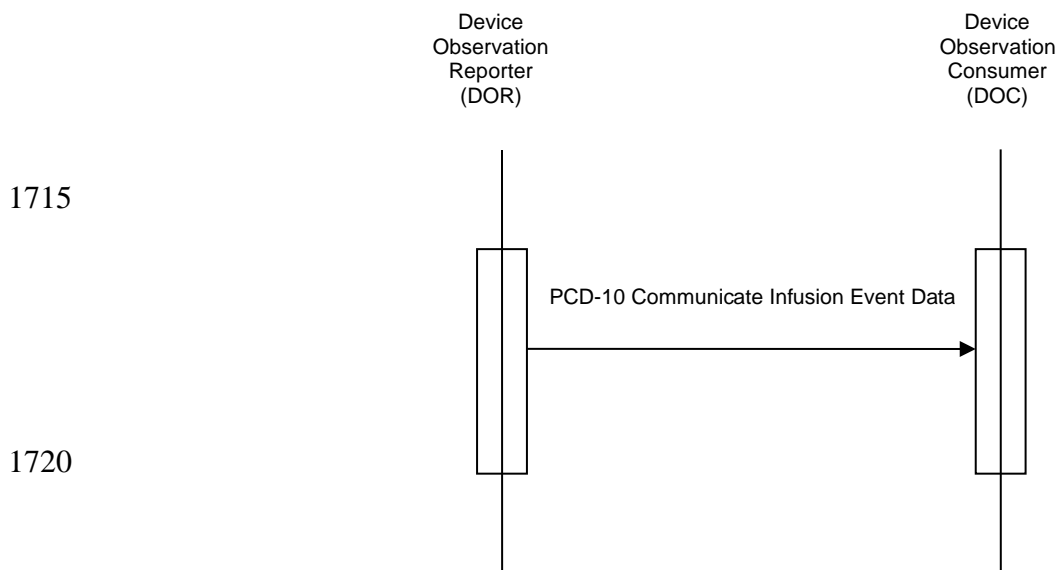 Device
Observation
Reporter
(DOR)
Device
Observation
Consumer
(DOC)
1715
PCD-10 Communicate Infusion Event Data
1720